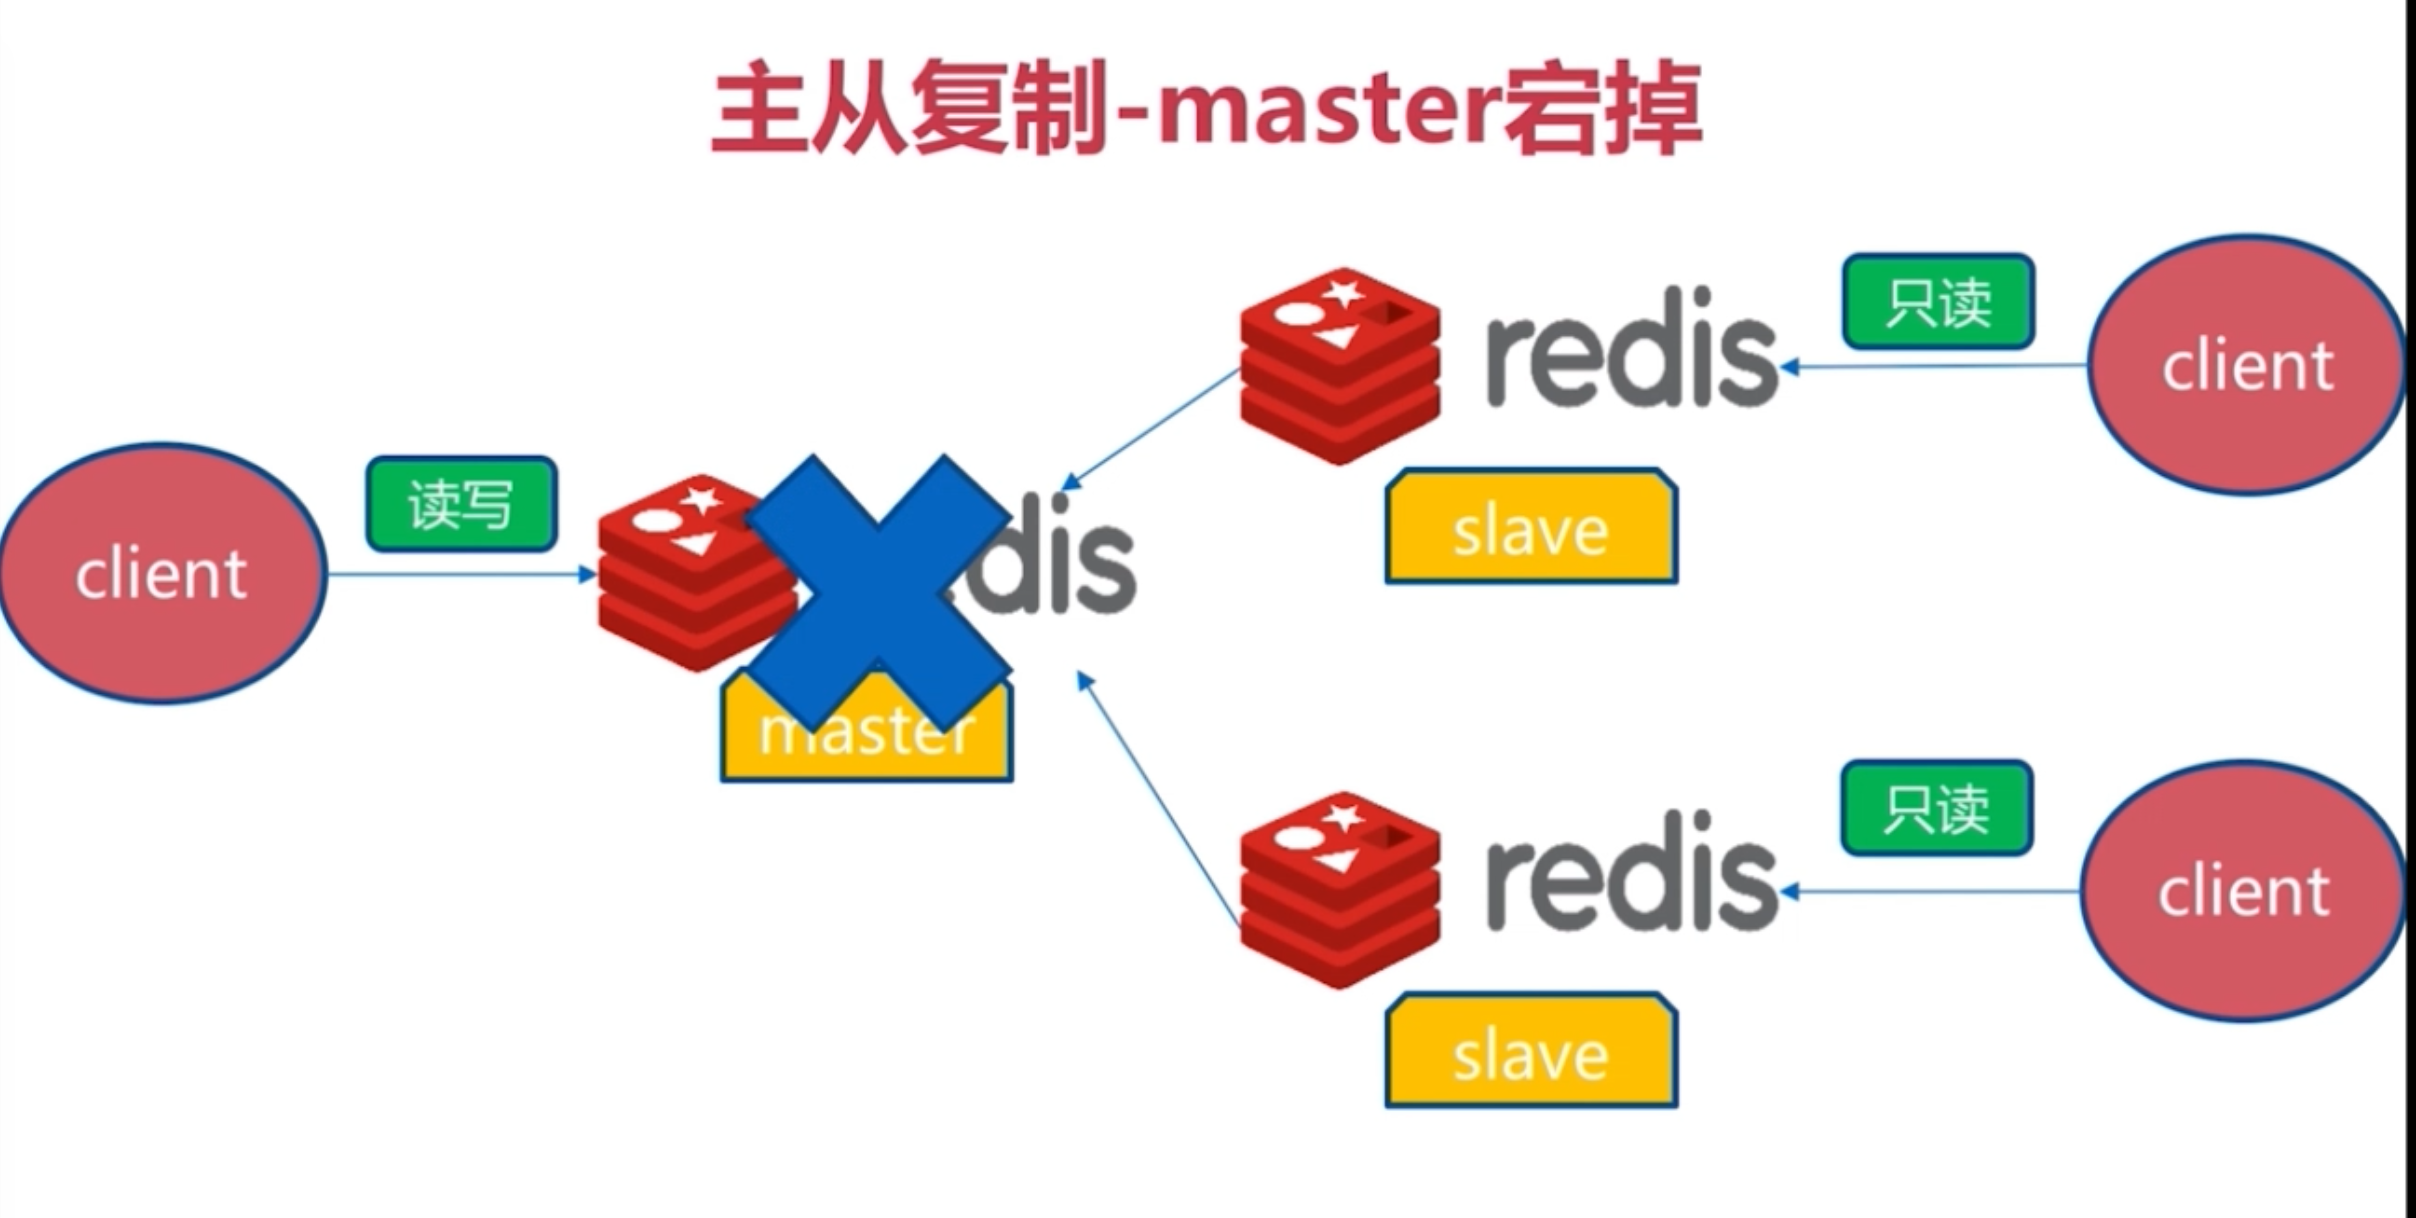 主从复制-master宕掉
只读
redis
client
slave
读写
client
dis
master
只读
redis
client
slave